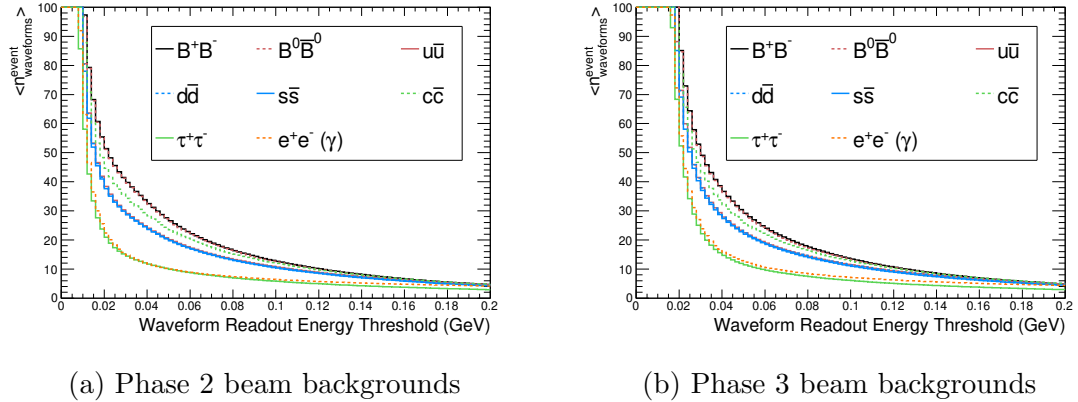 <n^event_waveforms>
100
90
80
70
60
50
40
30
20
10
0
B⁺B⁻
B⁰B̅⁰
uū
dd̅
ss̅
cc̅
τ⁺τ⁻
e⁺e⁻ (γ)
0 0.02 0.04 0.06 0.08 0.1 0.12 0.14 0.16 0.18 0.2
Waveform Readout Energy Threshold (GeV)
(a) Phase 2 beam backgrounds
<n^event_waveforms>
100
90
80
70
60
50
40
30
20
10
0
B⁺B⁻
B⁰B̅⁰
uū
dd̅
ss̅
cc̅
τ⁺τ⁻
e⁺e⁻ (γ)
0 0.02 0.04 0.06 0.08 0.1 0.12 0.14 0.16 0.18 0.2
Waveform Readout Energy Threshold (GeV)
(b) Phase 3 beam backgrounds